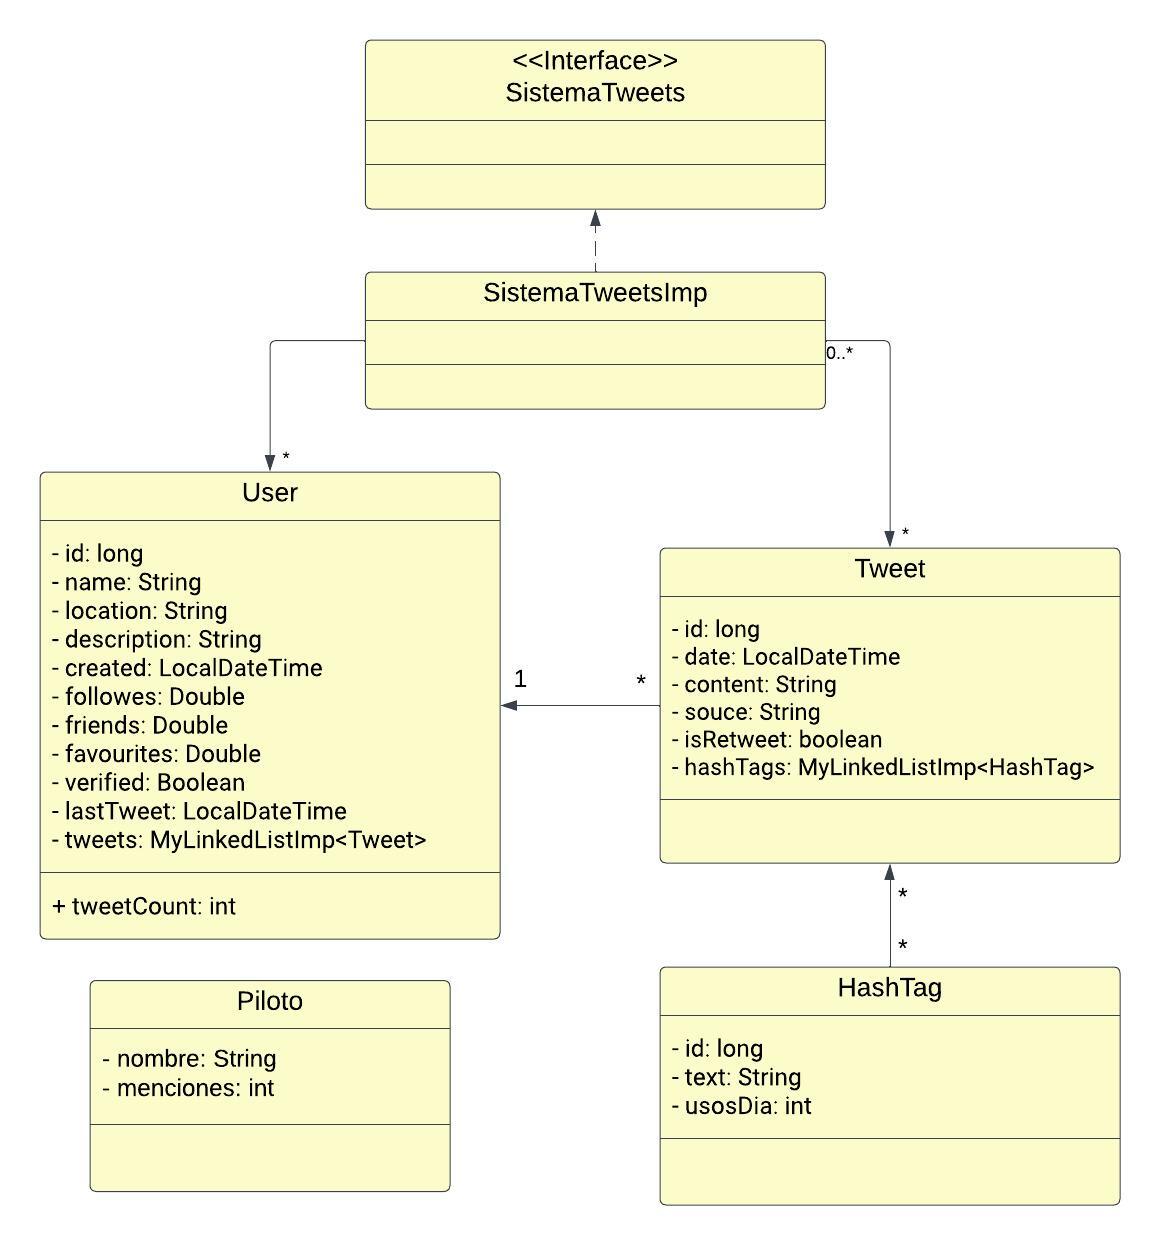 <<Interface>>
SistemaTweets
SistemaTweetsImp
0..*
*
*
User
- id: long
- name: String
- location: String
- description: String
- created: LocalDateTime
- followes: Double
- friends: Double
- favourites: Double
- verified: Boolean
- lastTweet: LocalDateTime
- tweets: MyLinkedListImp<Tweet>
+ tweetCount: int
1
*
Tweet
- id: long
- date: LocalDateTime
- content: String
- souce: String
- isRetweet: boolean
- hashTags: MyLinkedListImp<HashTag>
*
*
Piloto
- nombre: String
- menciones: int
HashTag
- id: long
- text: String
- usosDia: int